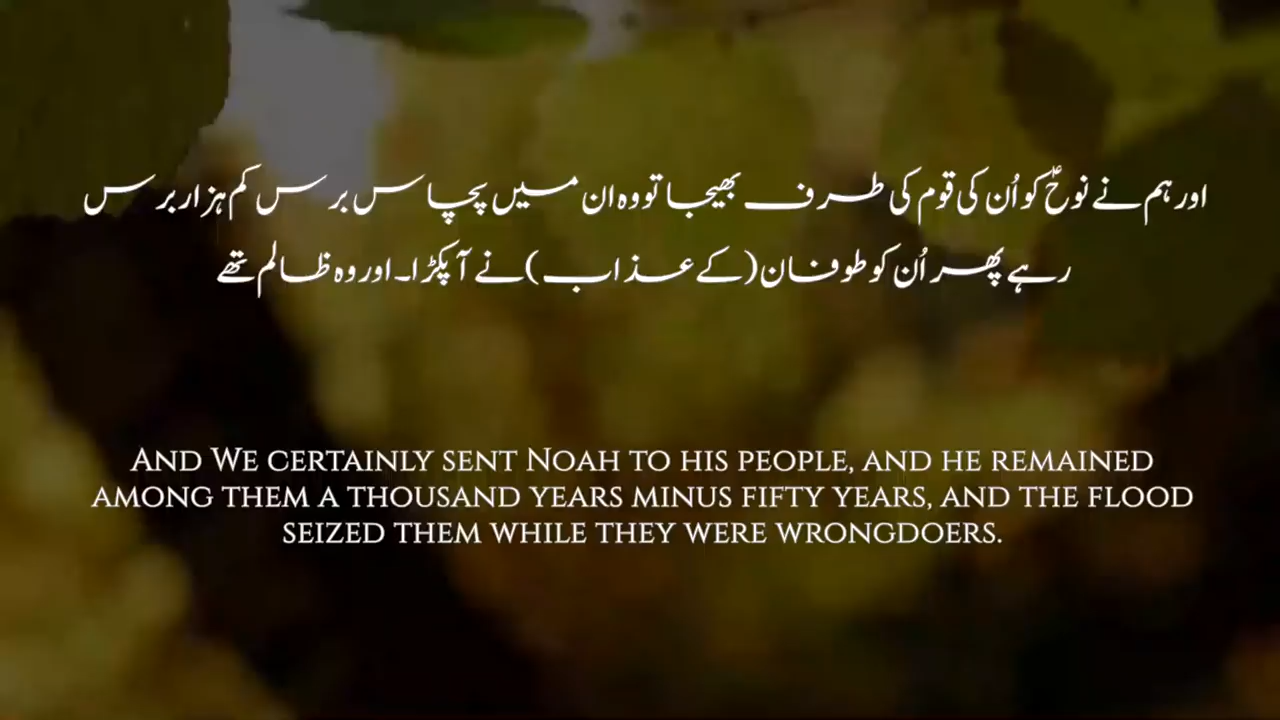 اور ہم نے نوحؑ کو اُن کی قوم کی طرف بھیجا تو وہ ان میں پچاس برس کم ہزار برس
رہے پھر اُن کو طوفان (کے عذاب) نے آ پکڑا۔ اور وہ ظالم تھے
And We certainly sent Noah to his people, and he remained
among them a thousand years minus fifty years, and the flood
seized them while they were wrongdoers.